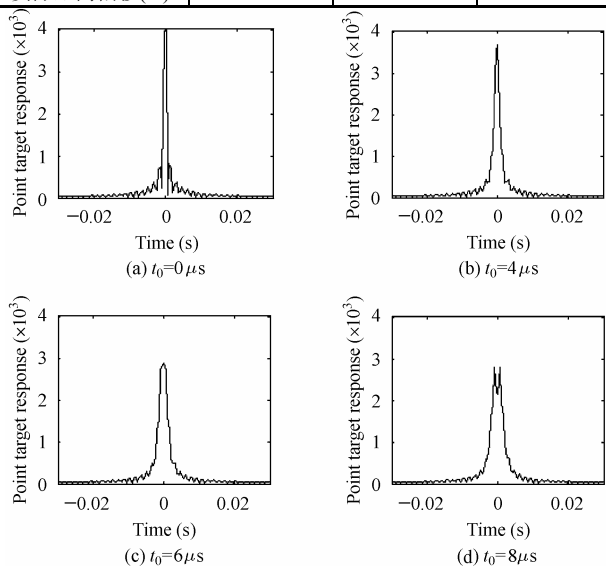 Point target response (×10³)
4
3
2
1
0
−0.02
0
0.02
Time (s)
(a) t₀=0μs
Point target response (×10³)
4
3
2
1
0
−0.02
0
0.02
Time (s)
(b) t₀=4μs
Point target response (×10³)
4
3
2
1
0
−0.02
0
0.02
Time (s)
(c) t₀=6μs
Point target response (×10³)
4
3
2
1
0
−0.02
0
0.02
Time (s)
(d) t₀=8μs